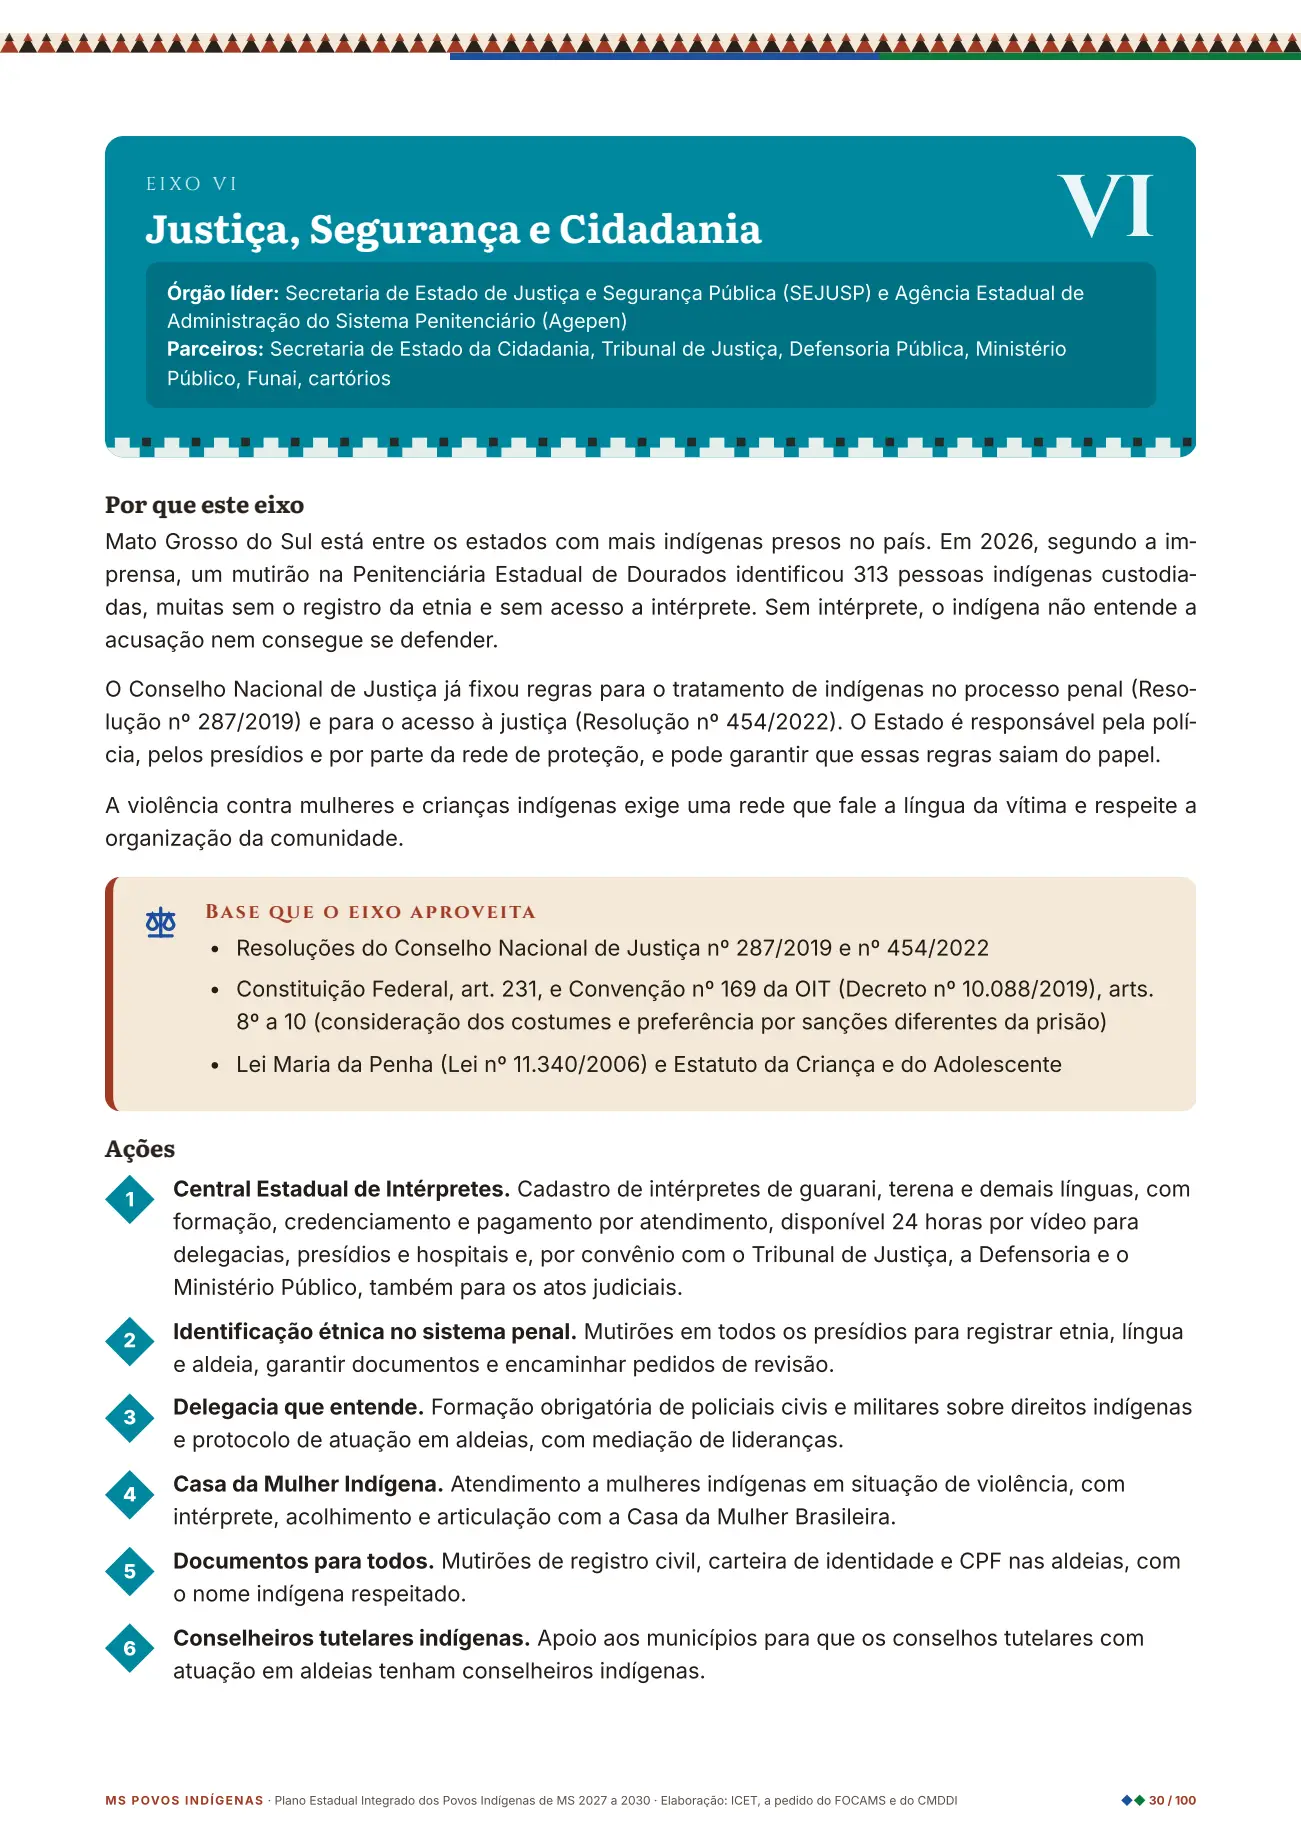 EIXO VI
VI
Justiça, Segurança e Cidadania
Órgão líder: Secretaria de Estado de Justiça e Segurança Pública (SEJUSP) e Agência Estadual de
Administração do Sistema Penitenciário (Agepen)
Parceiros: Secretaria de Estado da Cidadania, Tribunal de Justiça, Defensoria Pública, Ministério
Público, Funai, cartórios
Por que este eixo
Mato Grosso do Sul está entre os estados com mais indígenas presos no país. Em 2026, segundo a im-
prensa, um mutirão na Penitenciária Estadual de Dourados identificou 313 pessoas indígenas custodia-
das, muitas sem o registro da etnia e sem acesso a intérprete. Sem intérprete, o indígena não entende a
acusação nem consegue se defender.
O Conselho Nacional de Justiça já fixou regras para o tratamento de indígenas no processo penal (Reso-
lução nº 287/2019) e para o acesso à justiça (Resolução nº 454/2022). O Estado é responsável pela polí-
cia, pelos presídios e por parte da rede de proteção, e pode garantir que essas regras saiam do papel.
A violência contra mulheres e crianças indígenas exige uma rede que fale a língua da vítima e respeite a
organização da comunidade.
BASE QUE O EIXO APROVEITA
• Resoluções do Conselho Nacional de Justiça nº 287/2019 e nº 454/2022
• Constituição Federal, art. 231, e Convenção nº 169 da OIT (Decreto nº 10.088/2019), arts.
8º a 10 (consideração dos costumes e preferência por sanções diferentes da prisão)
• Lei Maria da Penha (Lei nº 11.340/2006) e Estatuto da Criança e do Adolescente
Ações
1 Central Estadual de Intérpretes. Cadastro de intérpretes de guarani, terena e demais línguas, com
formação, credenciamento e pagamento por atendimento, disponível 24 horas por vídeo para
delegacias, presídios e hospitais e, por convênio com o Tribunal de Justiça, a Defensoria e o
Ministério Público, também para os atos judiciais.
2 Identificação étnica no sistema penal. Mutirões em todos os presídios para registrar etnia, língua
e aldeia, garantir documentos e encaminhar pedidos de revisão.
3 Delegacia que entende. Formação obrigatória de policiais civis e militares sobre direitos indígenas
e protocolo de atuação em aldeias, com mediação de lideranças.
4 Casa da Mulher Indígena. Atendimento a mulheres indígenas em situação de violência, com
intérprete, acolhimento e articulação com a Casa da Mulher Brasileira.
5 Documentos para todos. Mutirões de registro civil, carteira de identidade e CPF nas aldeias, com
o nome indígena respeitado.
6 Conselheiros tutelares indígenas. Apoio aos municípios para que os conselhos tutelares com
atuação em aldeias tenham conselheiros indígenas.
MS POVOS INDÍGENAS · Plano Estadual Integrado dos Povos Indígenas de MS 2027 a 2030 · Elaboração: ICET, a pedido do FOCAMS e do CMDDI
30 / 100